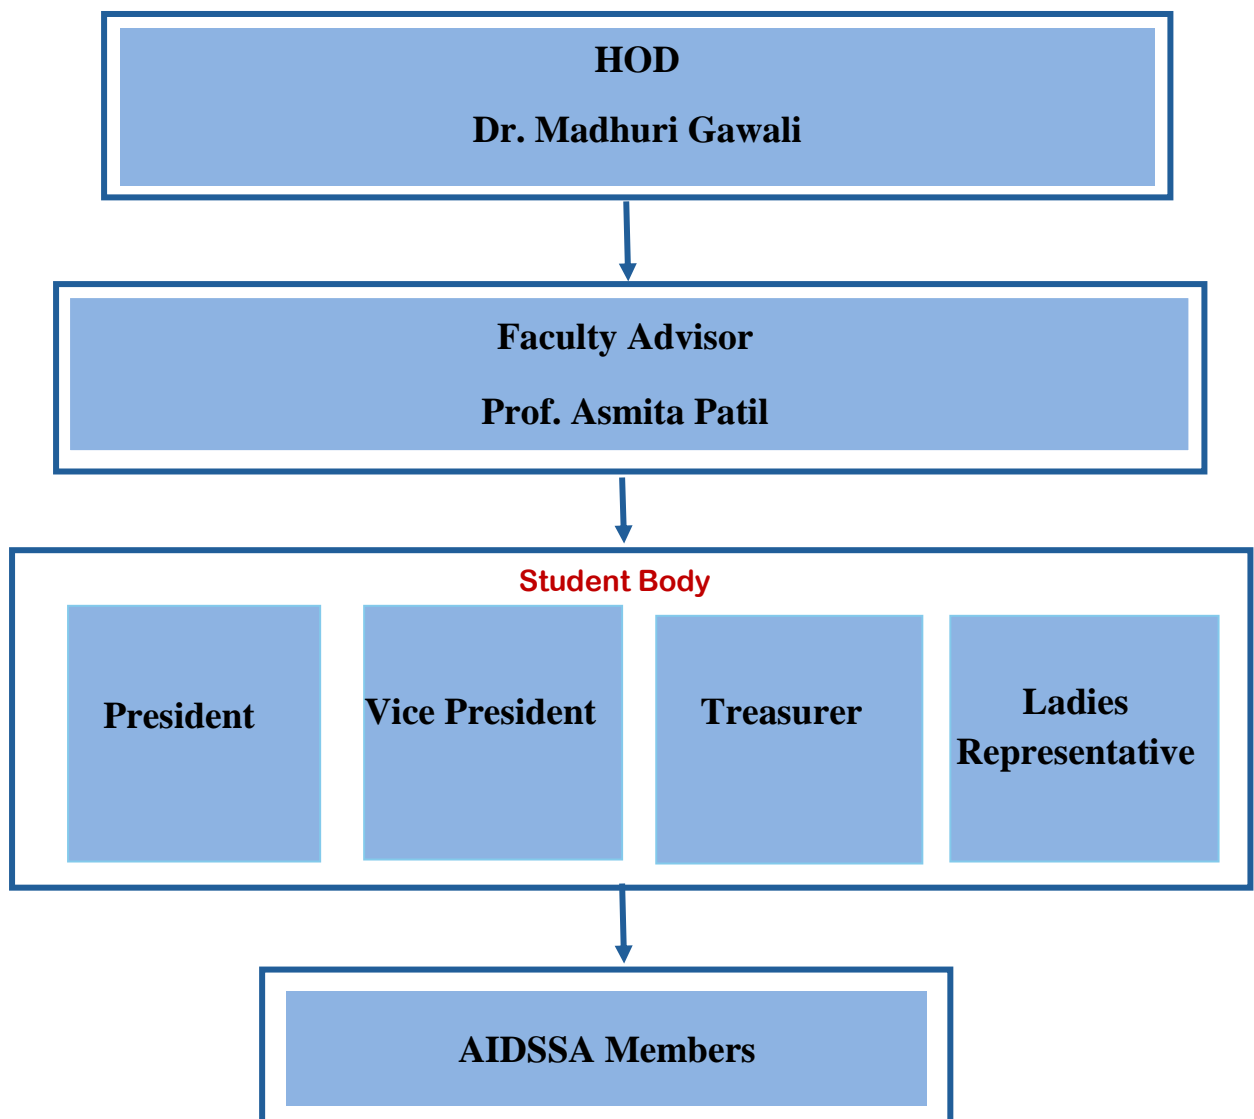 HOD
Dr. Madhuri Gawali
Faculty Advisor
Prof. Asmita Patil
Student Body
President
Vice President
Treasurer
Ladies
Representative
AIDSSA Members